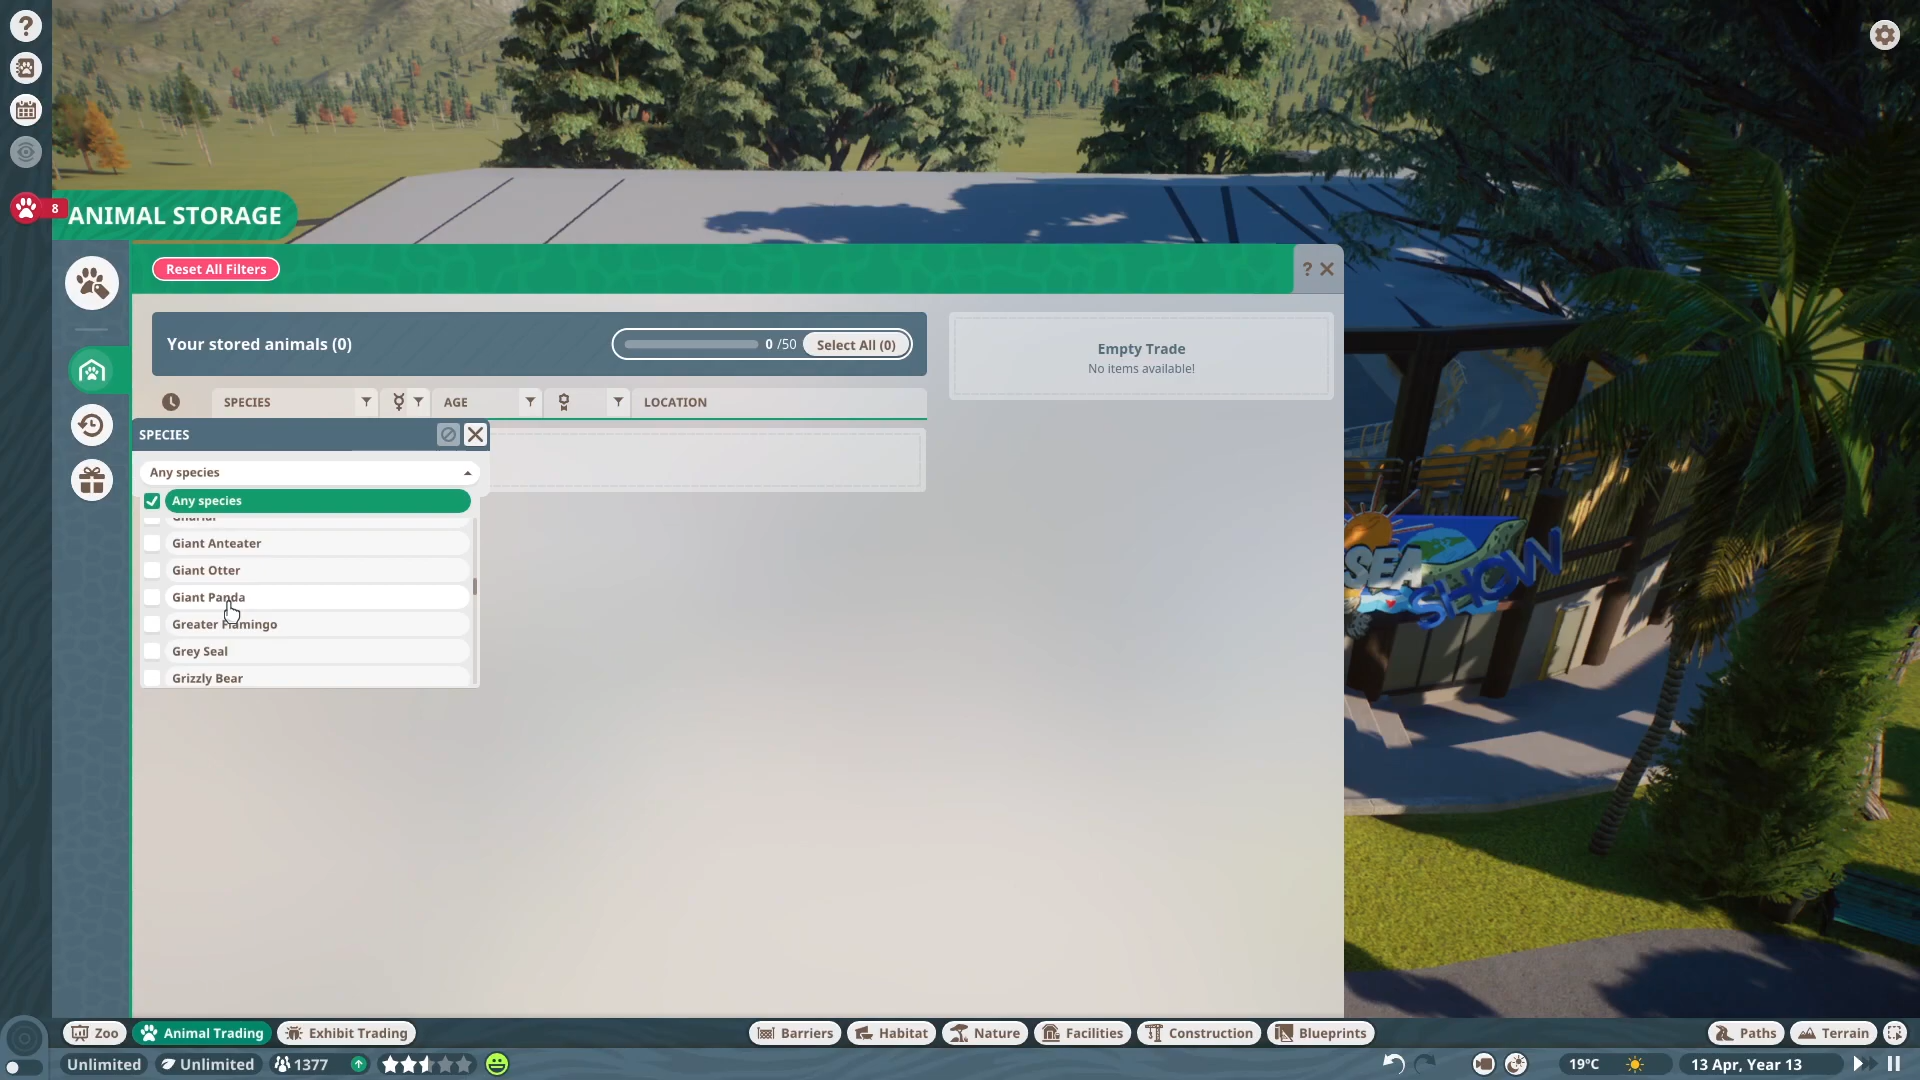 ?
8
ANIMAL STORAGE
Reset All Filters
?
Your stored animals (0)
0 /50
Select All (0)
Empty Trade
No items available!
SPECIES
AGE
LOCATION
SPECIES
Any species
Any species
Gharial
Giant Anteater
Giant Otter
Giant Panda
Greater Flamingo
Grey Seal
Grizzly Bear
SEA
SHOW
Zoo
Animal Trading
Exhibit Trading
Barriers
Habitat
Nature
Facilities
Construction
Blueprints
Paths
Terrain
Unlimited
Unlimited
1377
19°C
13 Apr, Year 13